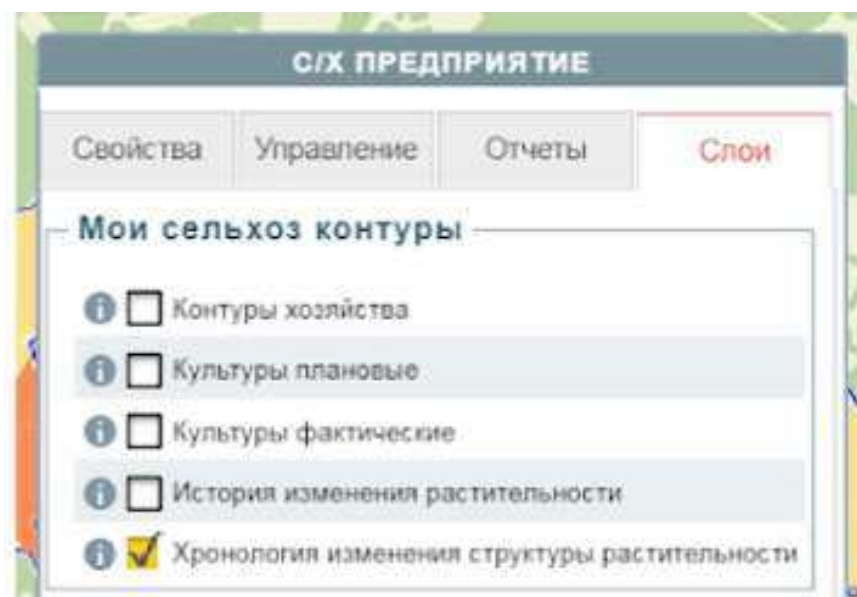 С/Х ПРЕДПРИЯТИЕ
Свойства Управление Отчеты Слои
Мои сельхоз контуры
Контуры хозяйства
Культуры плановые
Культуры фактические
История изменения растительности
Хронология изменения структуры растительности